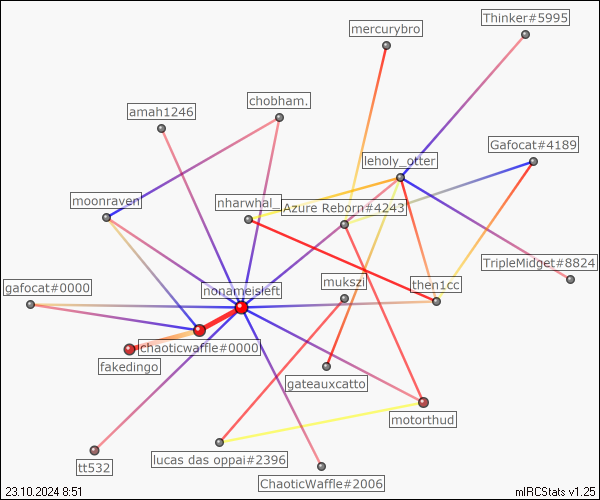 Thinker#5995
mercurybro
chobham.
amah1246
Gafocat#4189
leholy_otter
moonraven
nharwhal_
Azure Reborn#4243
TripleMidget#8824
gafocat#0000
nonameisleft
mukszi
then1cc
chaoticwaffle#0000
fakedingo
gateauxcatto
motorthud
tt532
lucas das oppai#2396
ChaoticWaffle#2006
23.10.2024 8:51
mIRCStats v1.25